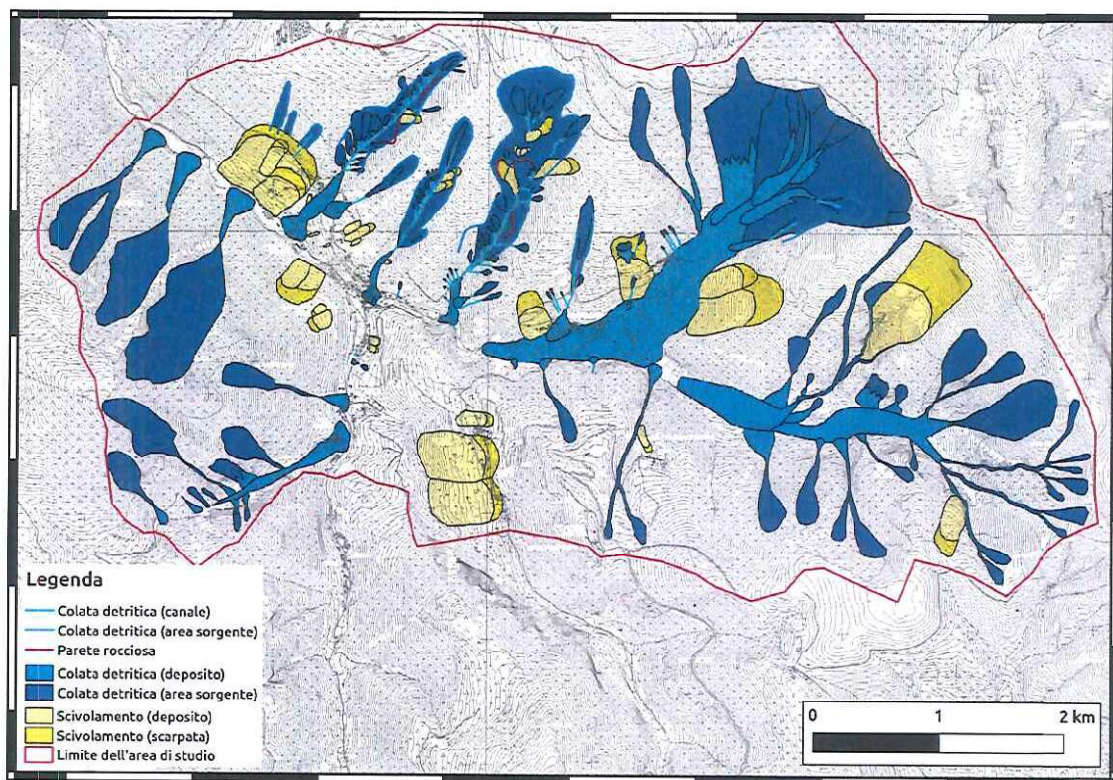 Legenda
Colata detritica (canale)
Colata detritica (area sorgente)
Parete rocciosa
Colata detritica (deposito)
Colata detritica (area sorgente)
Scivolamento (deposito)
Scivolamento (scarpata)
Limite dell'area di studio
0 1 2 km